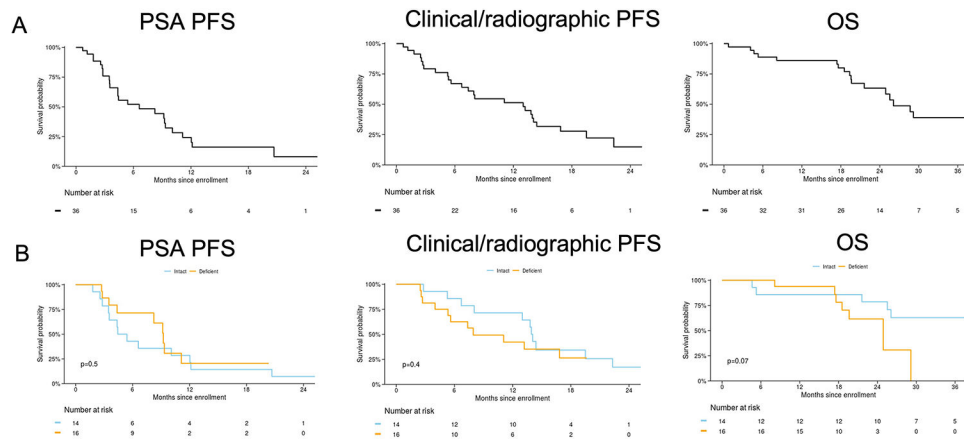 A
PSA PFS
Clinical/radiographic PFS
OS
Survival probability
100%
75%
50%
25%
0%
0 6 12 18 24
Months since enrollment
Number at risk
36 15 6 4 1
Survival probability
100%
75%
50%
25%
0%
0 6 12 18 24
Months since enrollment
Number at risk
36 22 16 6 1
Survival probability
100%
75%
50%
25%
0%
0 6 12 18 24 30 36
Months since enrollment
Number at risk
36 32 31 26 14 7 5
B
PSA PFS
Clinical/radiographic PFS
OS
Intact Deficient
Survival probability
100%
75%
50%
25%
0%
p=0.5
0 6 12 18 24
Months since enrollment
Number at risk
14 6 4 2 1
16 9 2 2 0
Intact Deficient
Survival probability
100%
75%
50%
25%
0%
p=0.4
0 6 12 18 24
Months since enrollment
Number at risk
14 12 10 4 1
16 10 6 2 0
Intact Deficient
Survival probability
100%
75%
50%
25%
0%
p=0.07
0 6 12 18 24 30 36
Months since enrollment
Number at risk
14 12 12 12 10 7 5
16 16 15 10 3 0 0